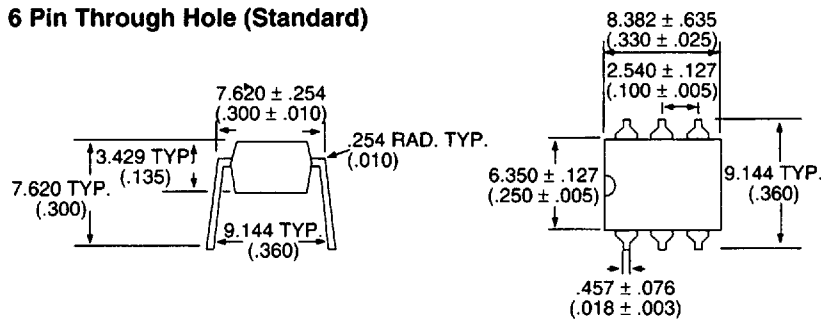 6 Pin Through Hole (Standard)
7.620 ± .254
(.300 ± .010)
3.429 TYP.
(.135)
.254 RAD. TYP.
(.010)
7.620 TYP.
(.300)
9.144 TYP.
(.360)
8.382 ± .635
(.330 ± .025)
2.540 ± .127
(.100 ± .005)
6.350 ± .127
(.250 ± .005)
9.144 TYP.
(.360)
.457 ± .076
(.018 ± .003)